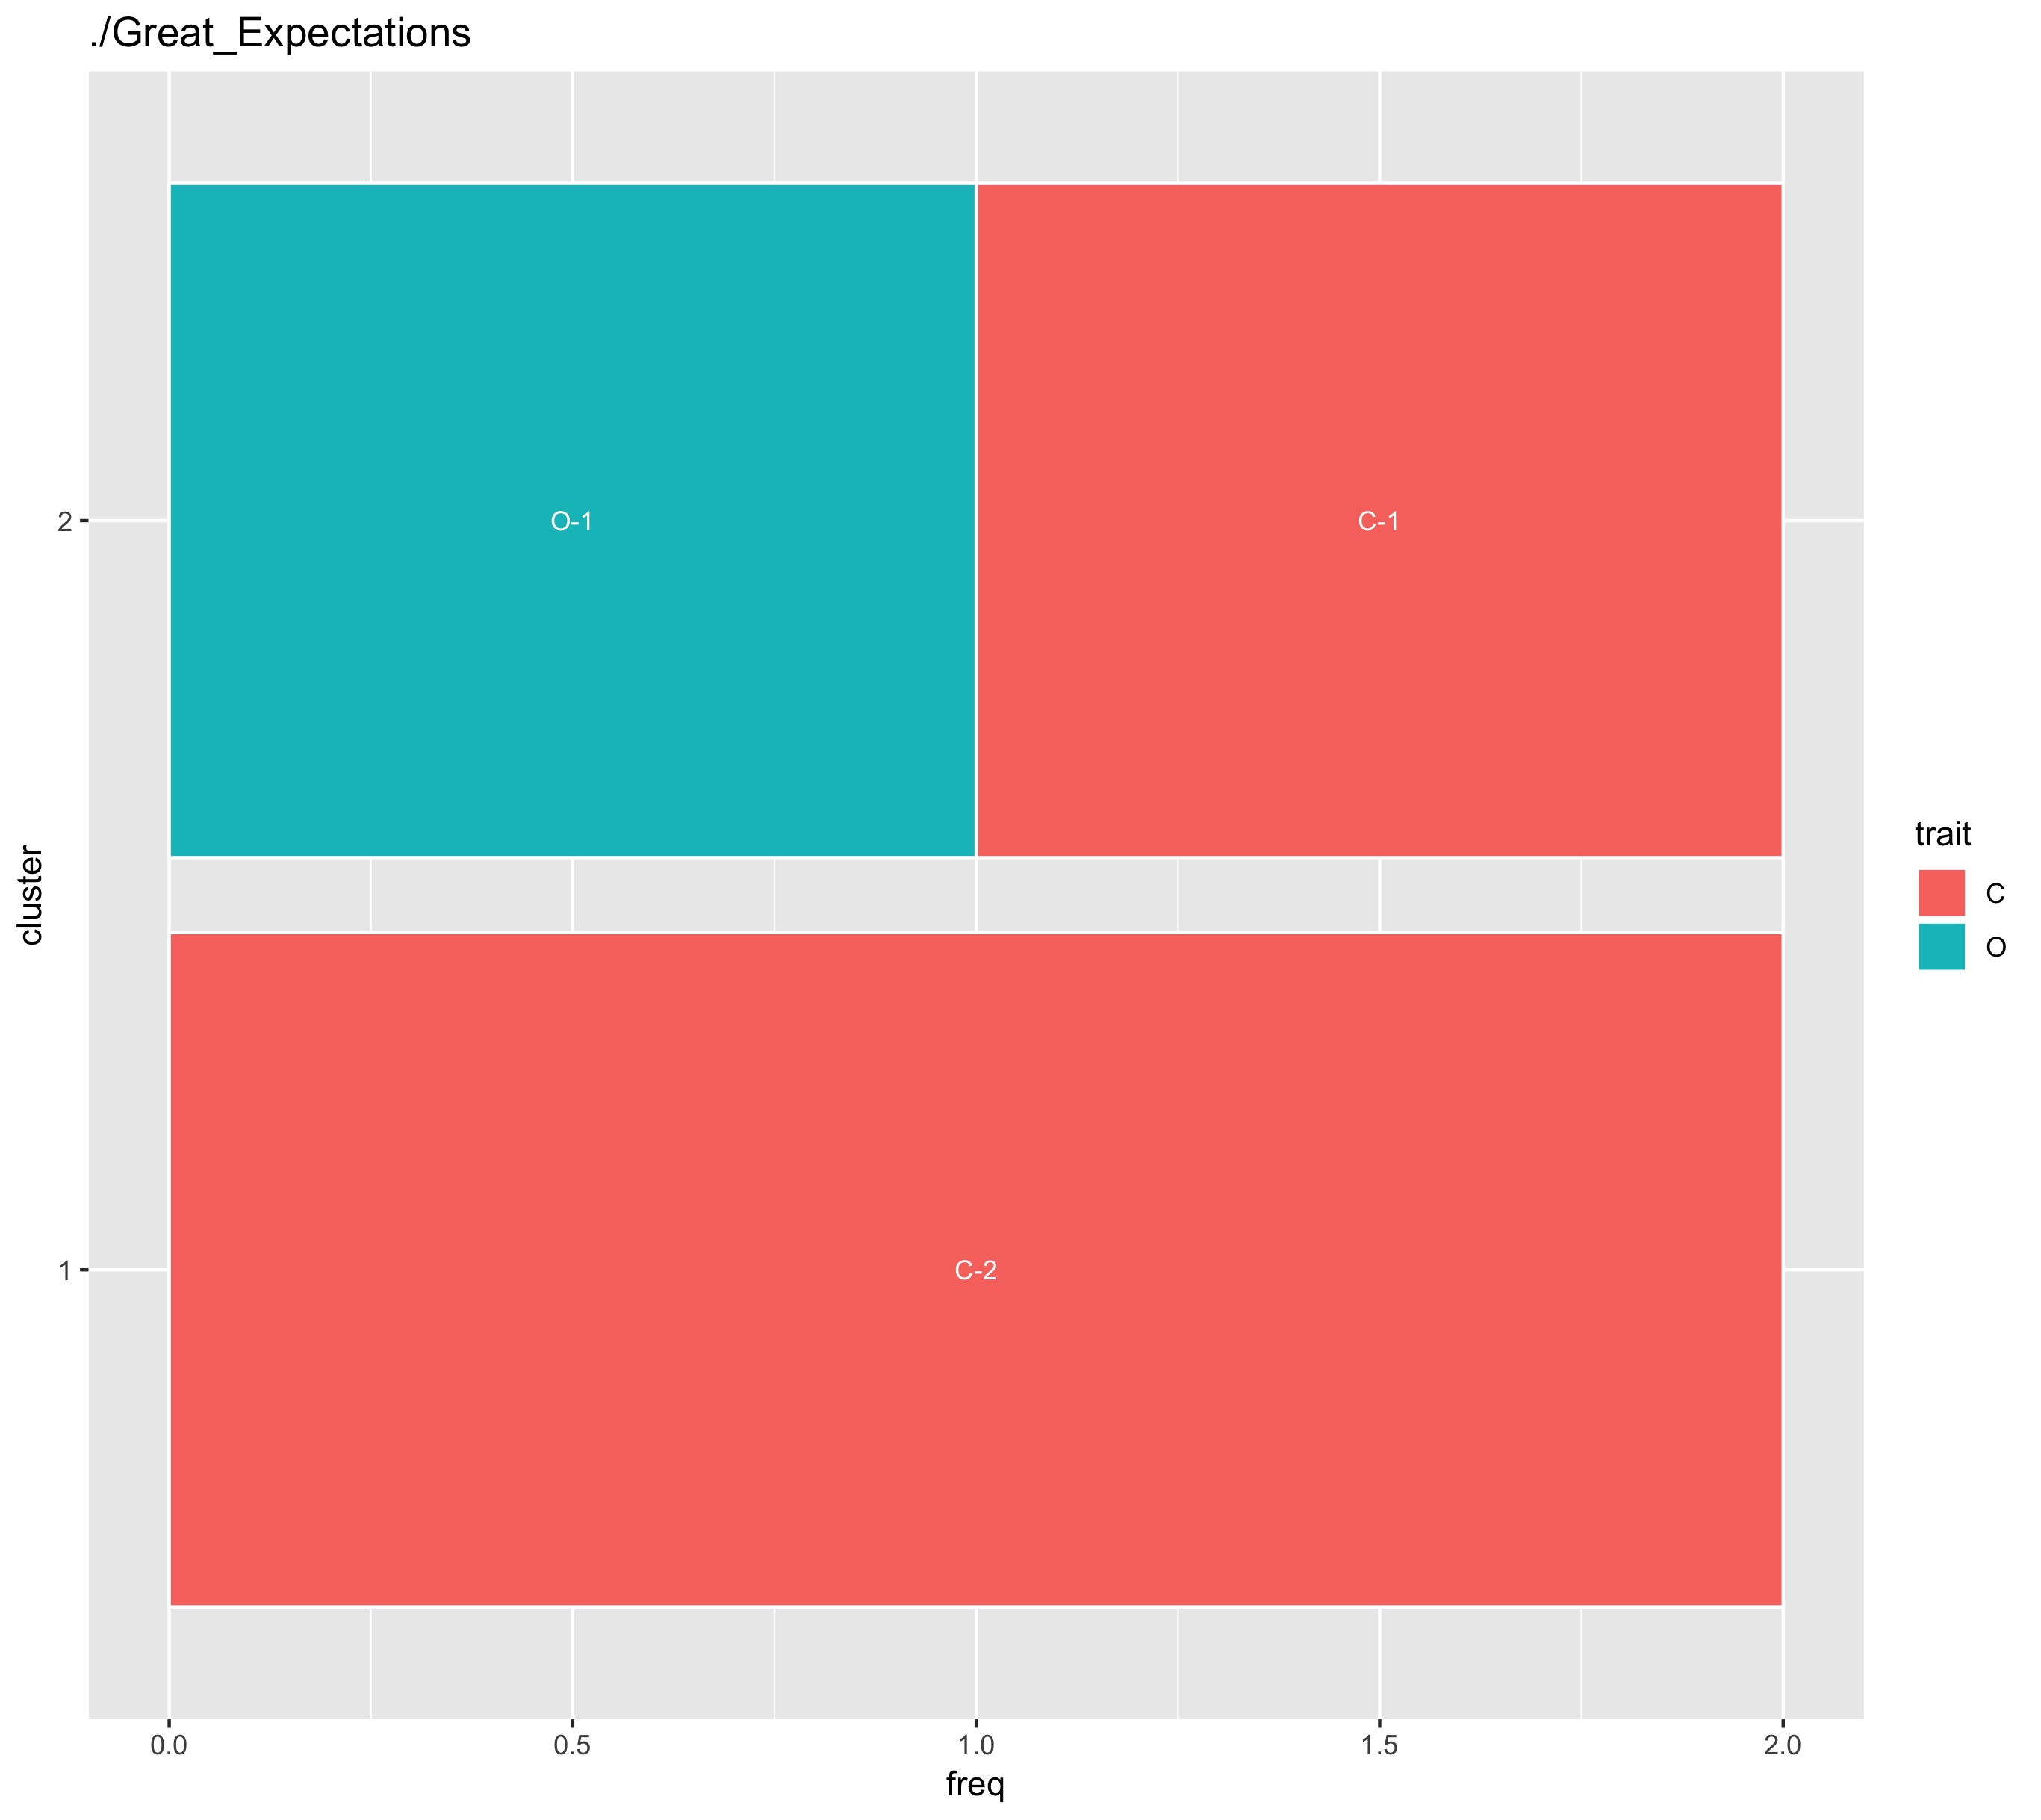 ./Great_Expectations
2
O-1
C-1
cluster
trait
C
O
1
C-2
0.0
0.5
1.0
1.5
2.0
freq